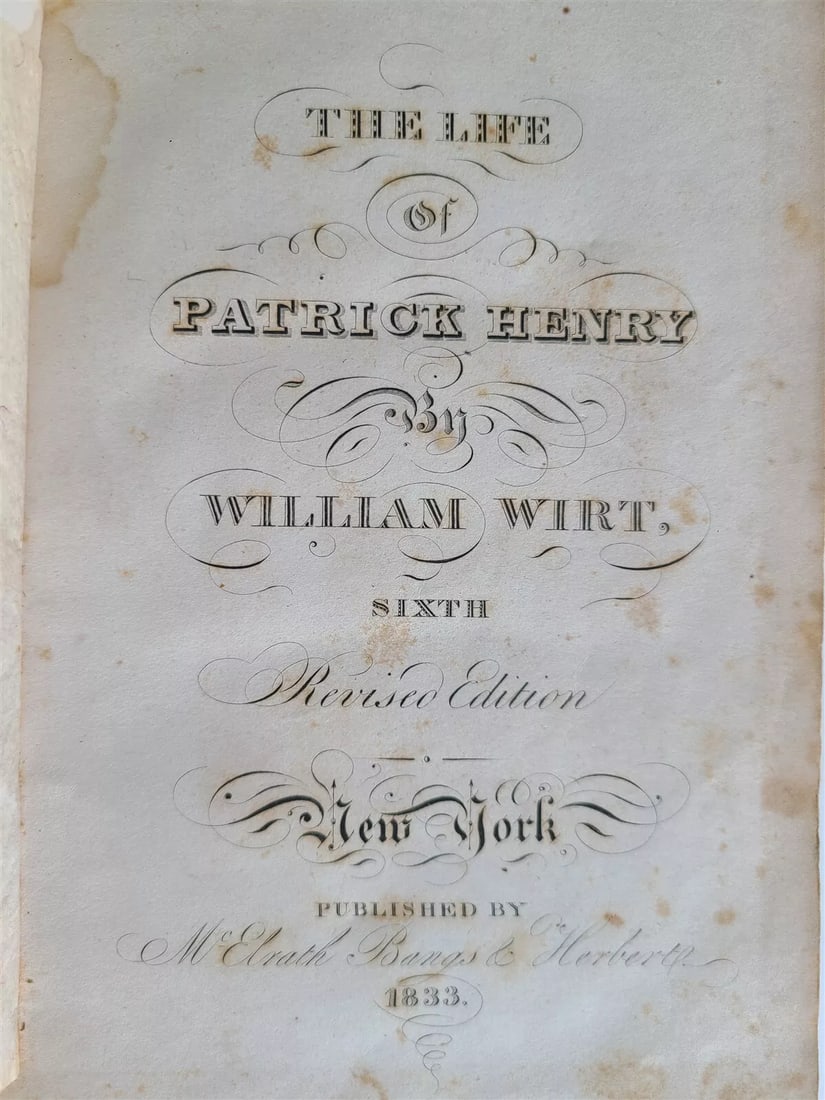 THE LIFE
Of
PATRICK HENRY
By
WILLIAM WIRT,
SIXTH
Revised Edition
New York
PUBLISHED BY
McElrath Bangs & Herbert
1833.